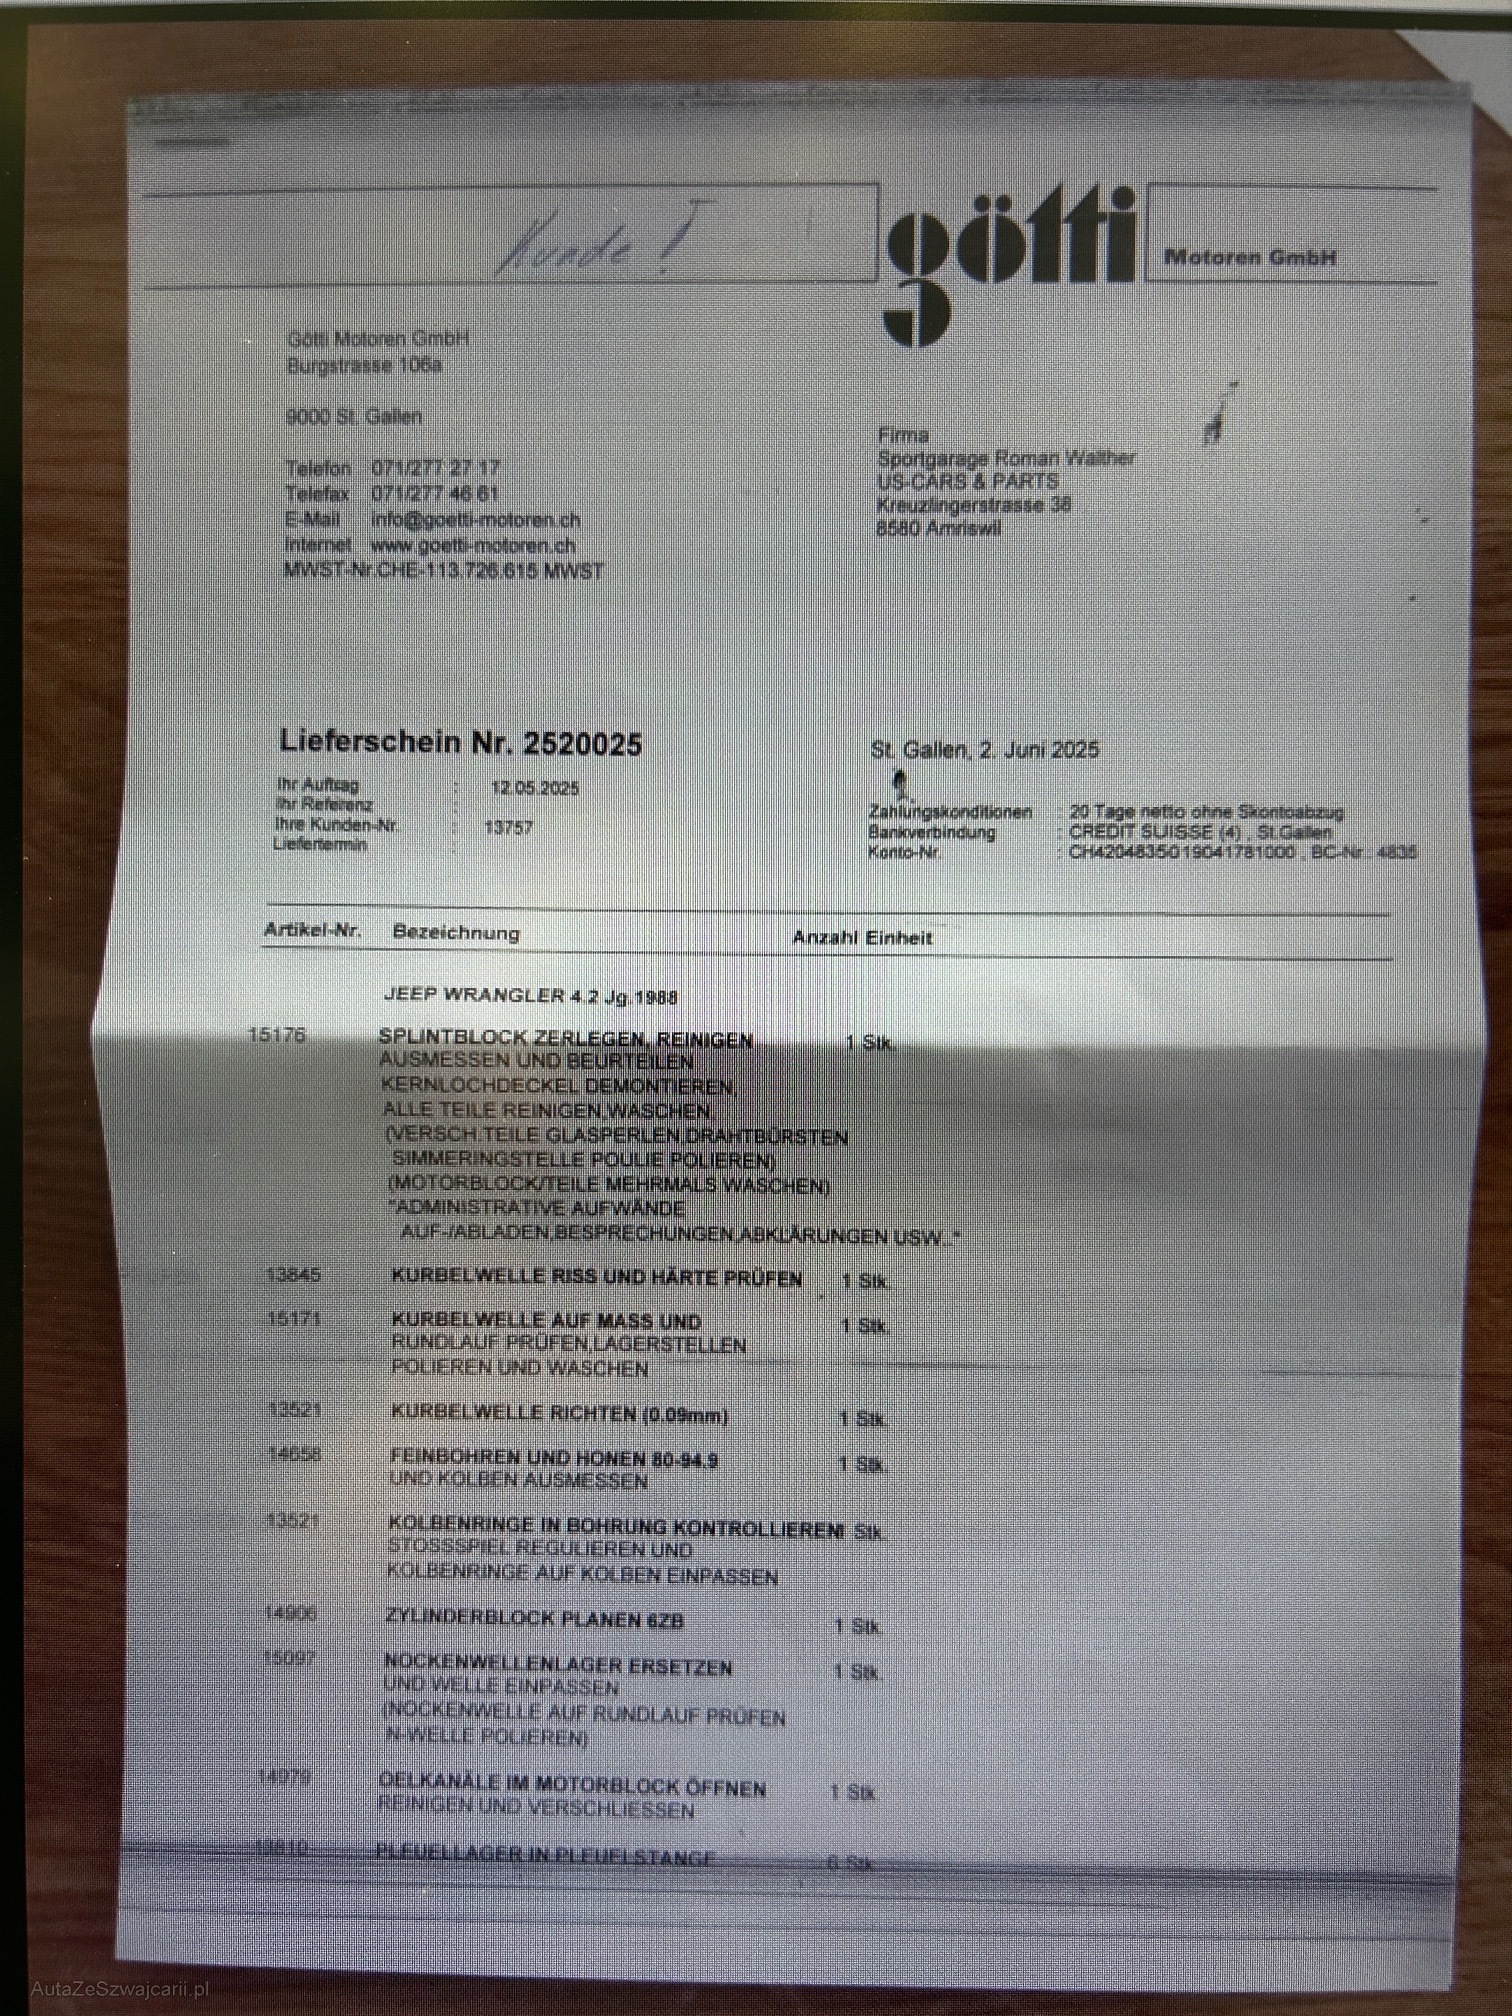 Kunde !
götti
Motoren GmbH
Götti Motoren GmbH
Burgstrasse 106a
9000 St. Gallen
Telefon 071/277 27 17
Telefax 071/277 46 61
E-Mail info@goetti-motoren.ch
Internet www.goetti-motoren.ch
MWST-Nr.CHE-113.726.615 MWST
Firma
Sportgarage Roman Walther
US-CARS & PARTS
Kreuzlingerstrasse 38
8580 Amriswil
Lieferschein Nr. 2520025
St. Gallen, 2. Juni 2025
Ihr Auftrag : 12.05.2025
Ihr Referenz :
Ihre Kunden-Nr. : 13757
Liefertermin :
Zahlungskonditionen : 20 Tage netto ohne Skontoabzug
Bankverbindung : CREDIT SUISSE (4) , St.Gallen
Konto-Nr. : CH4204835019041781000 , BC-Nr.: 4835
Artikel-Nr. Bezeichnung Anzahl Einheit
JEEP WRANGLER 4.2 Jg.1988
15176 SPLINTBLOCK ZERLEGEN, REINIGEN 1 Stk.
AUSMESSEN UND BEURTEILEN
KERNLOCHDECKEL DEMONTIEREN,
ALLE TEILE REINIGEN,WASCHEN,
(VERSCH.TEILE GLASPERLEN,DRAHTBÜRSTEN
SIMMERINGSTELLE POULIE POLIEREN)
(MOTORBLOCK/TEILE MEHRMALS WASCHEN)
"ADMINISTRATIVE AUFWÄNDE
AUF-/ABLADEN,BESPRECHUNGEN,ABKLÄRUNGEN USW.."
13845 KURBELWELLE RISS UND HÄRTE PRÜFEN 1 Stk.
15171 KURBELWELLE AUF MASS UND 1 Stk.
RUNDLAUF PRÜFEN,LAGERSTELLEN
POLIEREN UND WASCHEN
13521 KURBELWELLE RICHTEN (0.09mm) 1 Stk.
14658 FEINBOHREN UND HONEN 80-94.9 1 Stk.
UND KOLBEN AUSMESSEN
13521 KOLBENRINGE IN BOHRUNG KONTROLLIEREN Stk.
STOSSSPIEL REGULIEREN UND
KOLBENRINGE AUF KOLBEN EINPASSEN
14906 ZYLINDERBLOCK PLANEN 6ZB 1 Stk.
15097 NOCKENWELLENLAGER ERSETZEN 1 Stk.
UND WELLE EINPASSEN
(NOCKENWELLE AUF RUNDLAUF PRÜFEN
N-WELLE POLIEREN)
14979 OELKANÄLE IM MOTORBLOCK ÖFFNEN 1 Stk.
REINIGEN UND VERSCHLIESSEN
13810 PLEUELLAGER IN PLEUELSTANGE 6 Stk.
AutaZeSzwajcarii.pl